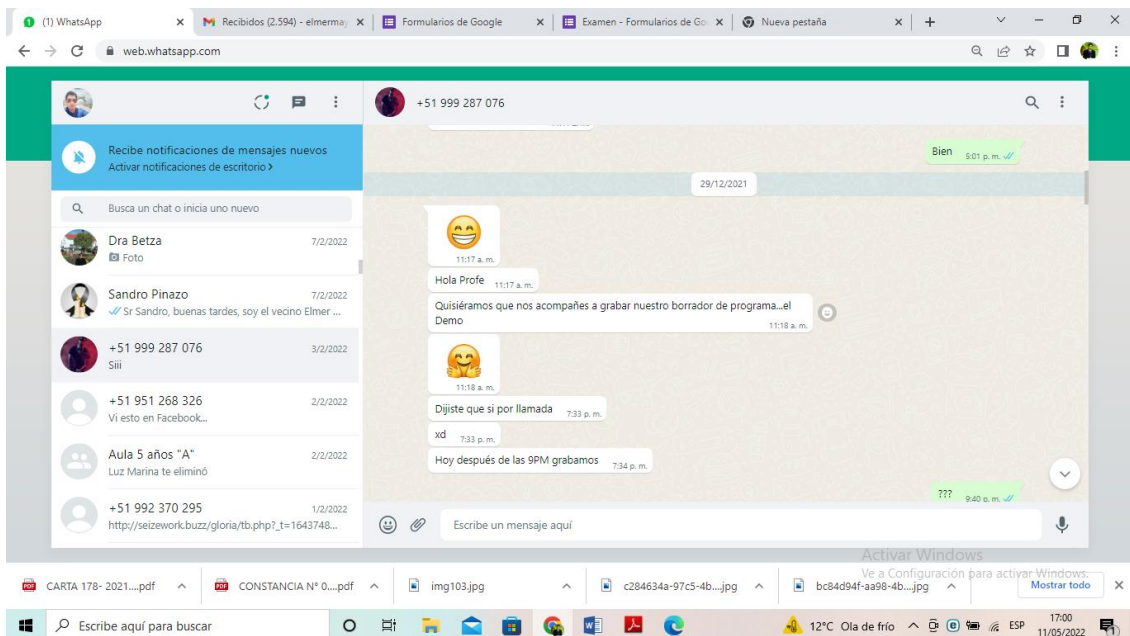 (1) WhatsApp
Recibidos (2.594) - elmermay
Formularios de Google
Examen - Formularios de Go
Nueva pestaña
web.whatsapp.com
+51 999 287 076
Recibe notificaciones de mensajes nuevos
Activar notificaciones de escritorio >
Busca un chat o inicia uno nuevo
Dra Betza 7/2/2022
Foto
Sandro Pinazo 7/2/2022
Sr Sandro, buenas tardes, soy el vecino Elmer ...
+51 999 287 076 3/2/2022
Siii
+51 951 268 326 2/2/2022
Vi esto en Facebook...
Aula 5 años "A" 2/2/2022
Luz Marina te eliminó
+51 992 370 295 1/2/2022
http://seizework.buzz/gloria/tb.php?_t=1643748...
Bien 5:01 p. m.
29/12/2021
11:17 a. m.
Hola Profe 11:17 a. m.
Quisiéramos que nos acompañes a grabar nuestro borrador de programa...el
Demo 11:18 a. m.
11:18 a. m.
Dijiste que si por llamada 7:33 p. m.
xd 7:33 p. m.
Hoy después de las 9PM grabamos 7:34 p. m.
??? 9:40 p. m.
Escribe un mensaje aquí
Activar Windows
Ve a Configuración para activar Windows.
CARTA 178- 2021....pdf
CONSTANCIA N° 0....pdf
img103.jpg
c284634a-97c5-4b....jpg
bc84d94f-aa98-4b....jpg
Mostrar todo
Escribe aquí para buscar
12°C Ola de frío
ESP
17:00
11/05/2022